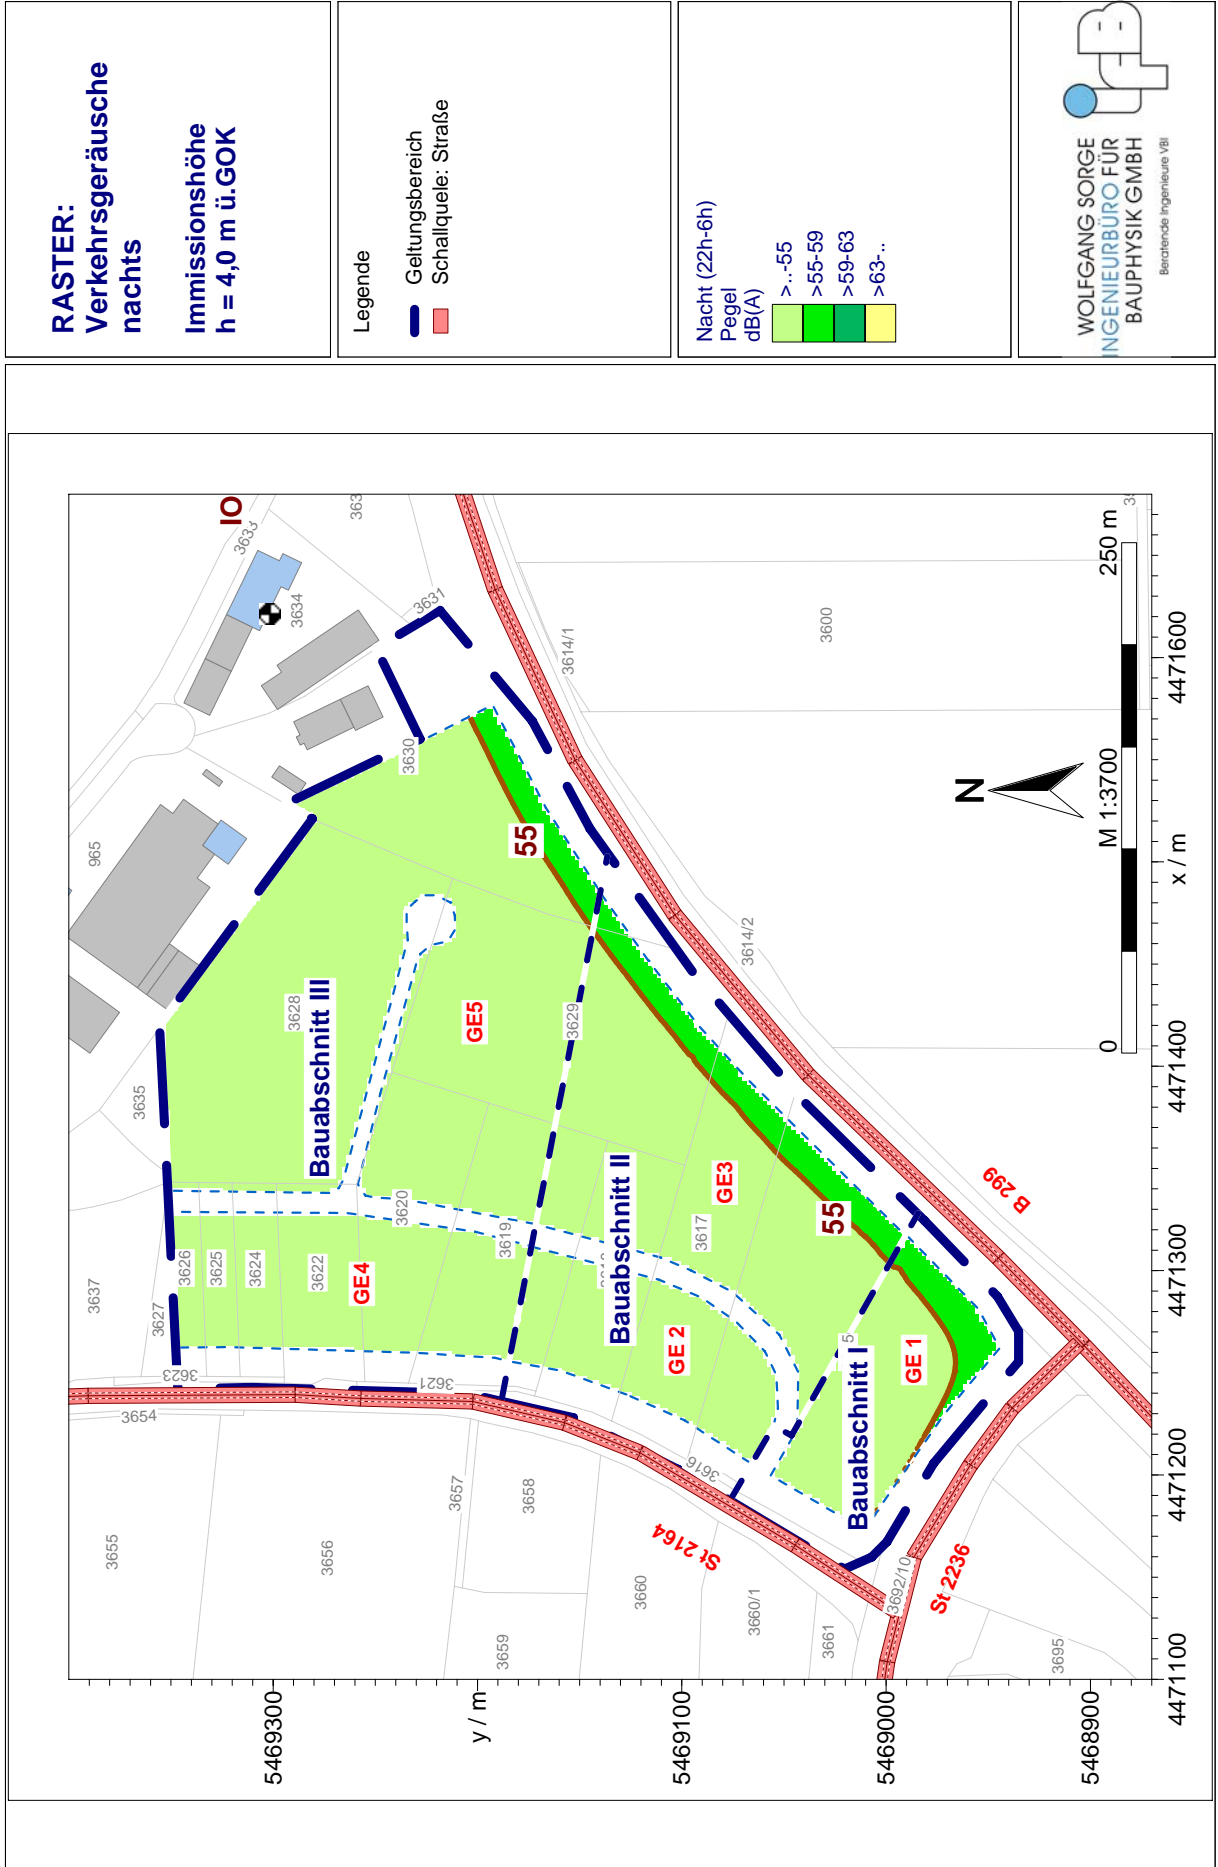 RASTER:
Verkehrsgeräusche
nachts
Immissionshöhe
h = 4,0 m ü.GOK
Legende
Geltungsbereich
Schallquele: Straße
Nacht (22h-6h)
Pegel
dB(A)
>..-55
>55-59
>59-63
>63-..
WOLFGANG SORGE
INGENIEURBÜRO FÜR
BAUPHYSIK GMBH
Beratende Ingenieure VBI
ifB
IO
3633
3634
3631
3630
965
3614/1
3600
3614/2
3628
3629
3635
3637
3626
3625
3624
3622
3627
3623
3621
3620
3619
3617
3616
3654
3655
3656
3657
3658
3659
3660
3660/1
3661
3692/10
3695
5
Bauabschnitt III
Bauabschnitt II
Bauabschnitt I
GE5
GE4
GE3
GE 2
GE 1
55
55
B 299
St 2164
St 2236
N
M 1:3700
0
250 m
x / m
y / m
4471100
4471200
4471300
4471400
4471600
5469300
5469100
5469000
5468900